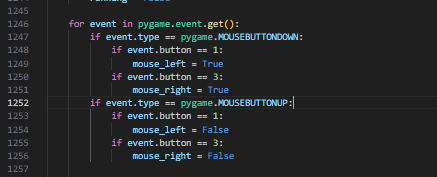 1245
1246 for event in pygame.event.get():
1247 if event.type == pygame.MOUSEBUTTONDOWN:
1248 if event.button == 1:
1249 mouse_left = True
1250 if event.button == 3:
1251 mouse_right = True
1252 if event.type == pygame.MOUSEBUTTONUP:
1253 if event.button == 1:
1254 mouse_left = False
1255 if event.button == 3:
1256 mouse_right = False
1257